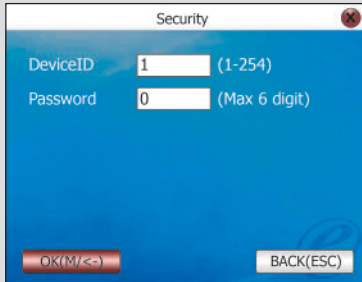 Security
DeviceID 1 (1-254)
Password 0 (Max 6 digit)
OK(M/<-) BACK(ESC)